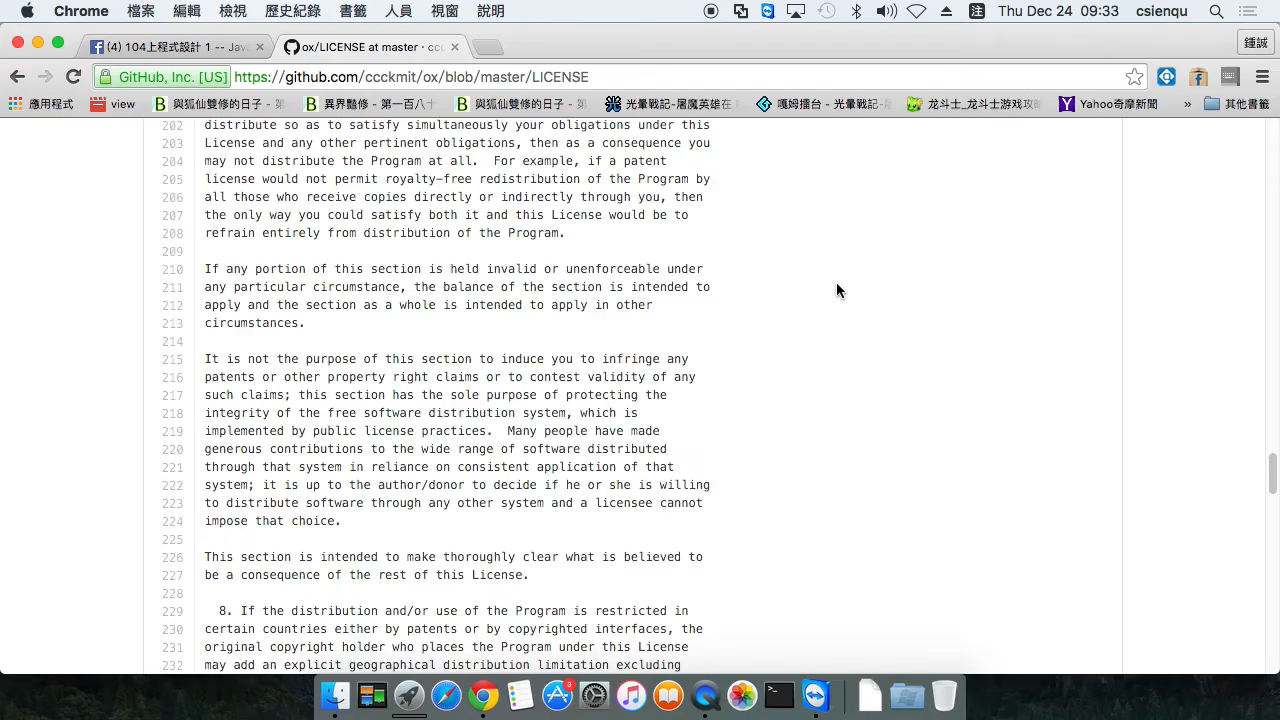 Chrome 檔案 編輯 檢視 歷史紀錄 書籤 人員 視窗 說明 注 Thu Dec 24 09:33 csienqu
(4) 104上程式設計 1 -- Jav
ox/LICENSE at master · ccc
鍾誠
GitHub, Inc. [US] https://github.com/ccckmit/ox/blob/master/LICENSE
應用程式 view 與狐仙雙修的日子 - 第 異界豔修 - 第一百八十 與狐仙雙修的日子 - 第 光暈戰記-屠魔英雄在 嘎姆擂台 - 光暈戰記- 龙斗士_龙斗士游戏攻略 Yahoo奇摩新聞 » 其他書籤
202 distribute so as to satisfy simultaneously your obligations under this
203 License and any other pertinent obligations, then as a consequence you
204 may not distribute the Program at all.  For example, if a patent
205 license would not permit royalty-free redistribution of the Program by
206 all those who receive copies directly or indirectly through you, then
207 the only way you could satisfy both it and this License would be to
208 refrain entirely from distribution of the Program.
209
210 If any portion of this section is held invalid or unenforceable under
211 any particular circumstance, the balance of the section is intended to
212 apply and the section as a whole is intended to apply in other
213 circumstances.
214
215 It is not the purpose of this section to induce you to infringe any
216 patents or other property right claims or to contest validity of any
217 such claims; this section has the sole purpose of protecting the
218 integrity of the free software distribution system, which is
219 implemented by public license practices.  Many people have made
220 generous contributions to the wide range of software distributed
221 through that system in reliance on consistent application of that
222 system; it is up to the author/donor to decide if he or she is willing
223 to distribute software through any other system and a licensee cannot
224 impose that choice.
225
226 This section is intended to make thoroughly clear what is believed to
227 be a consequence of the rest of this License.
228
229 8. If the distribution and/or use of the Program is restricted in
230 certain countries either by patents or by copyrighted interfaces, the
231 original copyright holder who places the Program under this License
232 may add an explicit geographical distribution limitation excluding
3